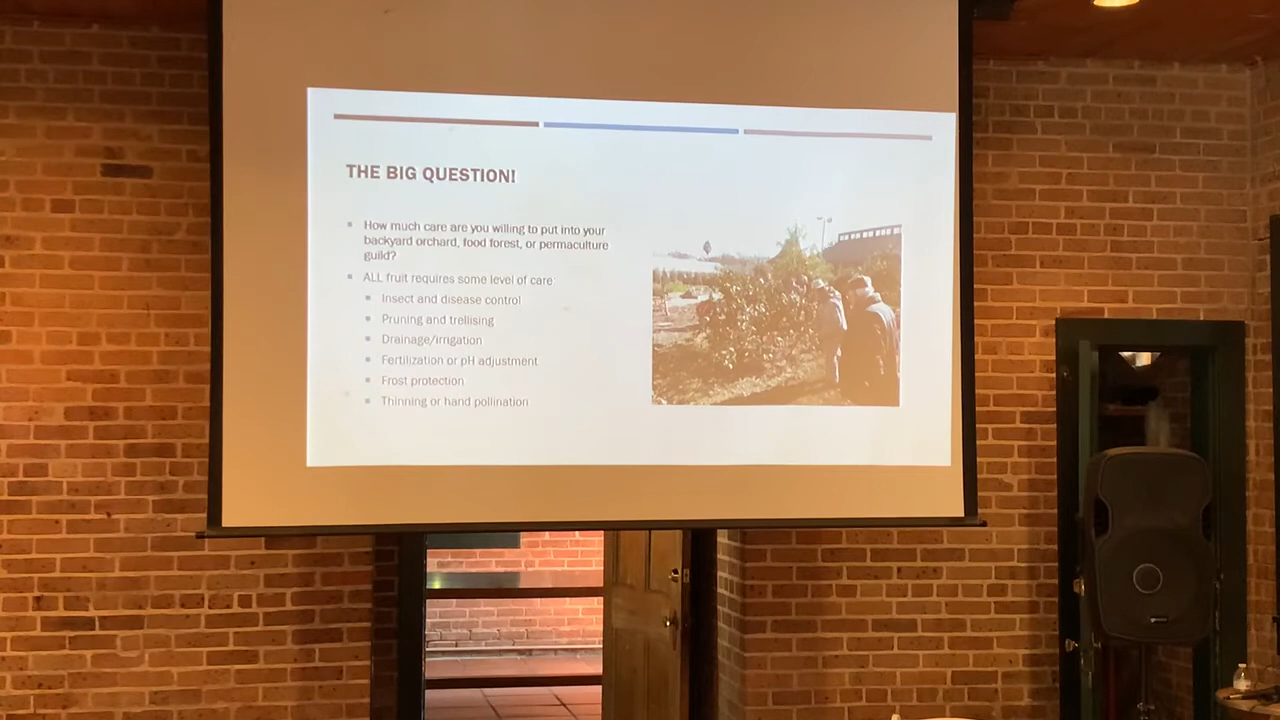 THE BIG QUESTION!
How much care are you willing to put into your
backyard orchard, food forest, or permaculture
guild?
ALL fruit requires some level of care
Insect and disease control
Pruning and trellising
Drainage/irrigation
Fertilization or pH adjustment
Frost protection
Thinning or hand pollination